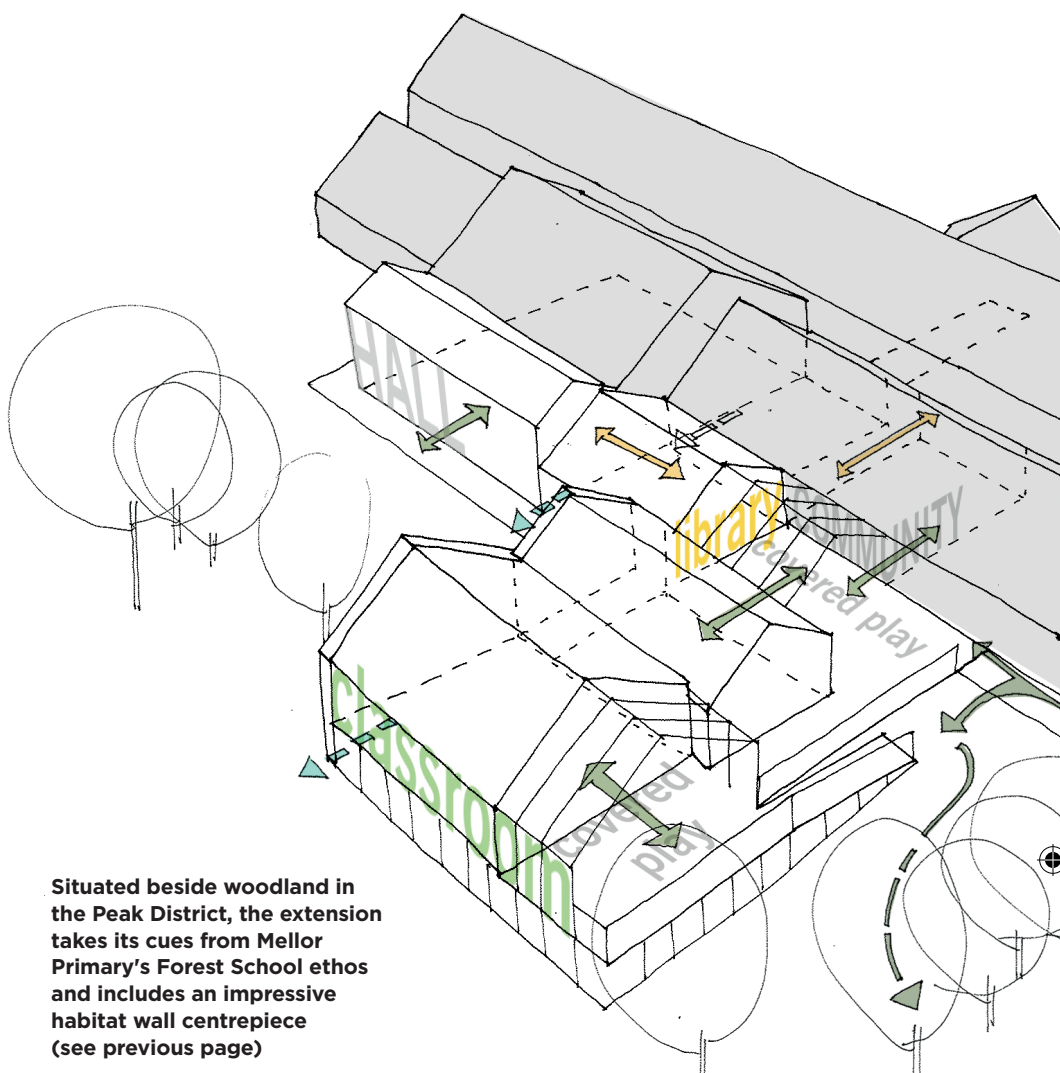 HALL
library
COMMUNITY
covered play
classroom
covered
play
Situated beside woodland in
the Peak District, the extension
takes its cues from Mellor
Primary's Forest School ethos
and includes an impressive
habitat wall centrepiece
(see previous page)